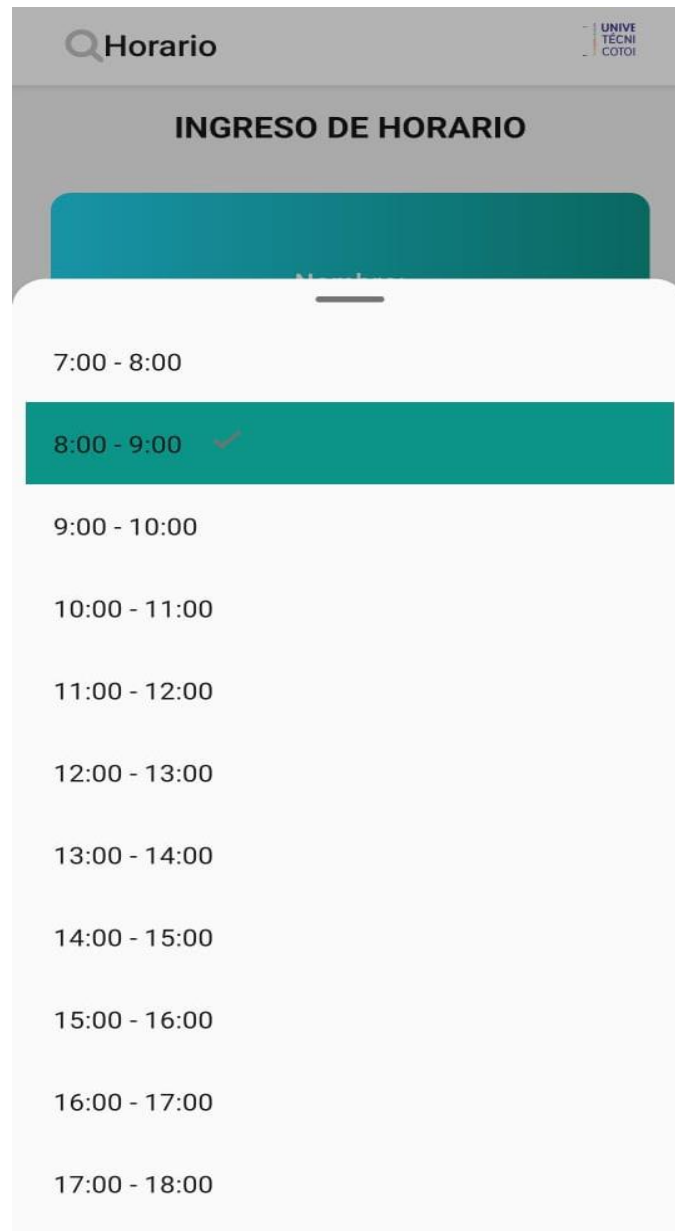 Horario
UNIVE
TÉCNI
COTOI
INGRESO DE HORARIO
7:00 - 8:00
8:00 - 9:00
9:00 - 10:00
10:00 - 11:00
11:00 - 12:00
12:00 - 13:00
13:00 - 14:00
14:00 - 15:00
15:00 - 16:00
16:00 - 17:00
17:00 - 18:00